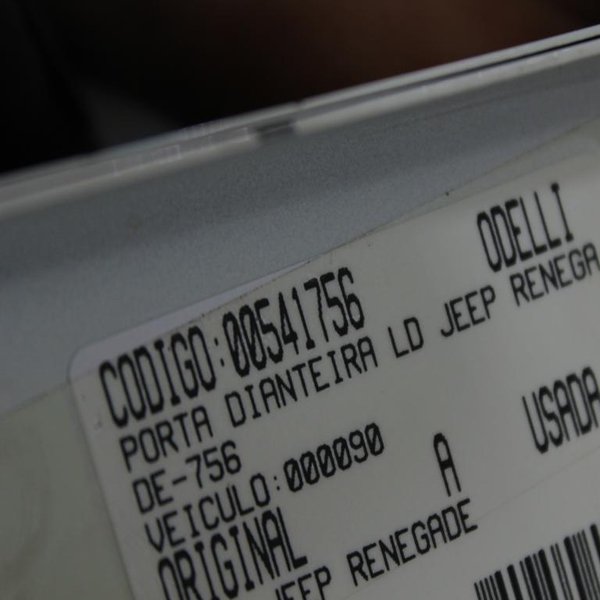 ODELLI
CODIGO:00541756
PORTA DIANTEIRA LD JEEP RENEGA
DE-756
VEICULO:000090 A USADA
ORIGINAL
JEEP RENEGADE